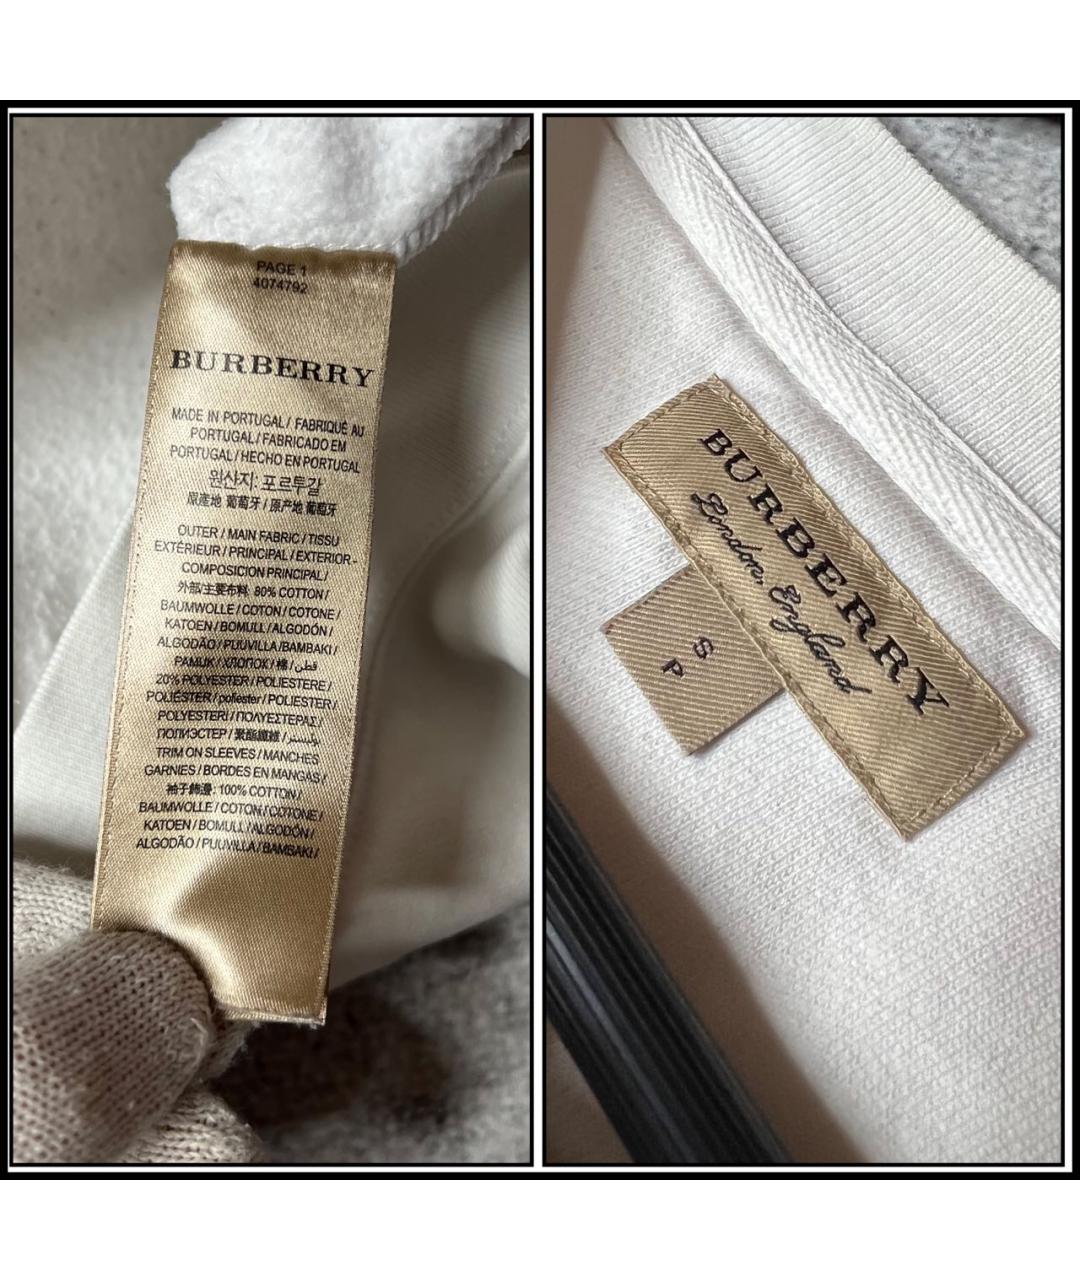 PAGE 1
4074792
BURBERRY
MADE IN PORTUGAL / FABRIQUÉ AU
PORTUGAL / FABRICADO EM
PORTUGAL / HECHO EN PORTUGAL
원산지: 포르투갈
原產地 葡萄牙 / 原产地 葡萄牙
OUTER / MAIN FABRIC / TISSU
EXTÉRIEUR / PRINCIPAL / EXTERIOR -
COMPOSICION PRINCIPAL /
外部/主要布料: 80% COTTON /
BAUMWOLLE / COTON / COTONE /
KATOEN / BOMULL / ALGODÓN /
ALGODÃO / PUUVILLA / BAMBAKI /
PAMUK / ХЛОПОК / 棉 / قطن /
20% POLYESTER / POLIESTERE /
POLIÉSTER / poliester / POLIESTER /
POLYESTERI / ΠΟΛΥΕΣΤΕΡΑΣ /
ПОЛИЭСТЕР / 聚酯纖維 / بوليستر /
TRIM ON SLEEVES / MANCHES
GARNIES / BORDES EN MANGAS /
袖子飾邊: 100% COTTON /
BAUMWOLLE / COTON / COTONE /
KATOEN / BOMULL / ALGODÓN /
ALGODÃO / PUUVILLA / BAMBAKI /
BURBERRY
London, England
S
P